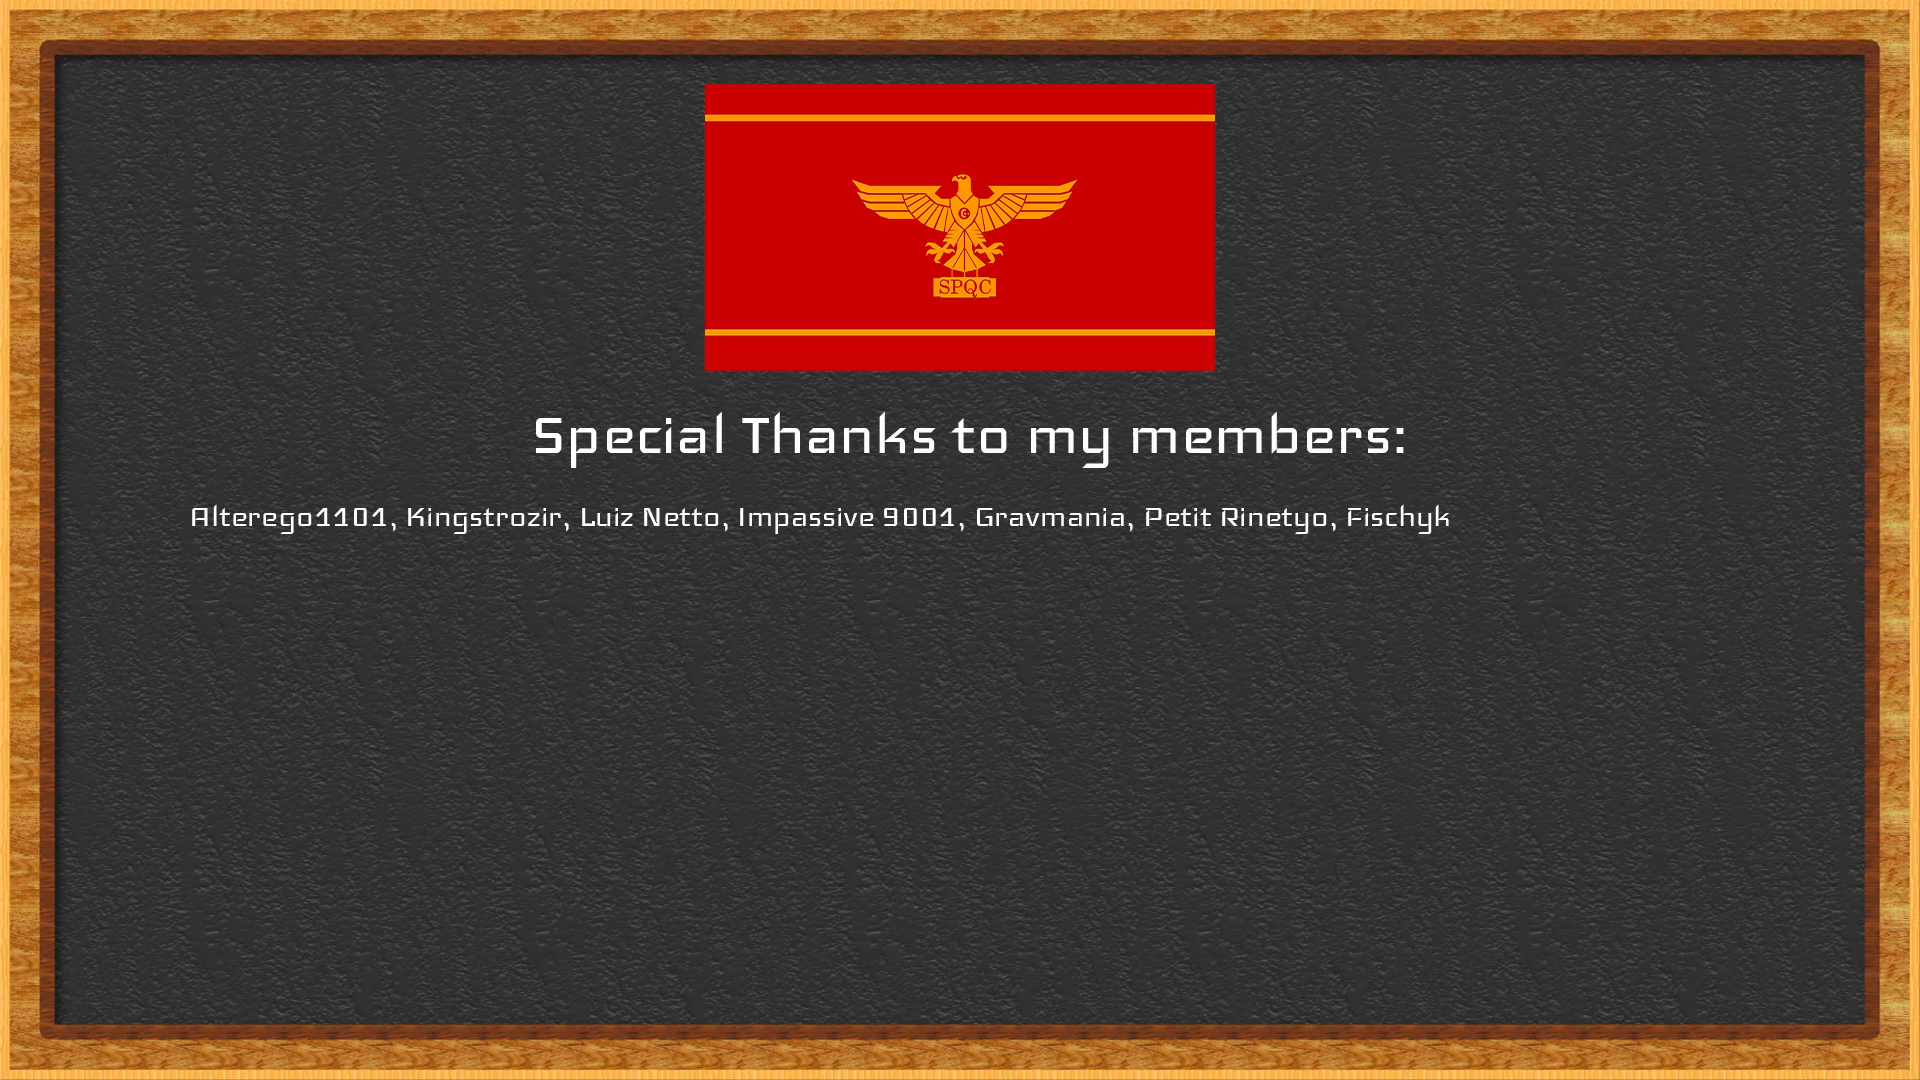 SPQC
Special Thanks to my members:
Alterego1101, Kingstrozir, Luiz Netto, Impassive 9001, Gravmania, Petit Rinetyo, Fischyk